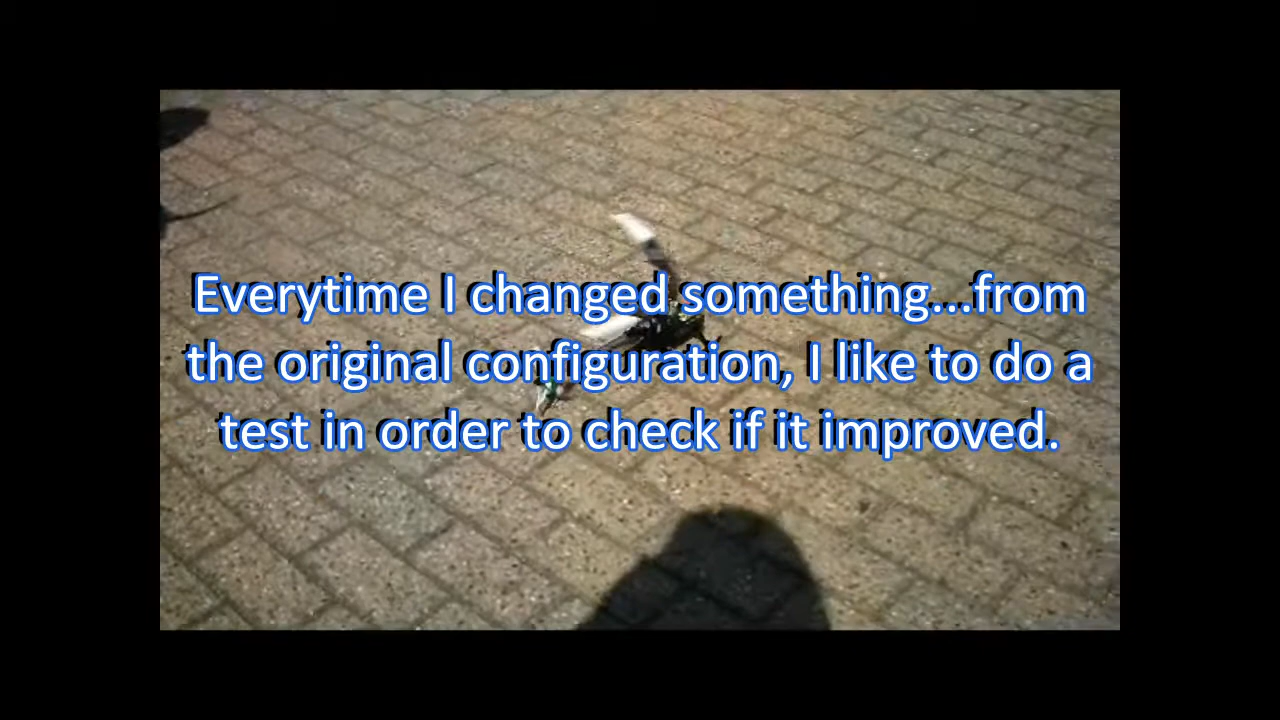 Everytime I changed something...from
the original configuration, I like to do a
test in order to check if it improved.